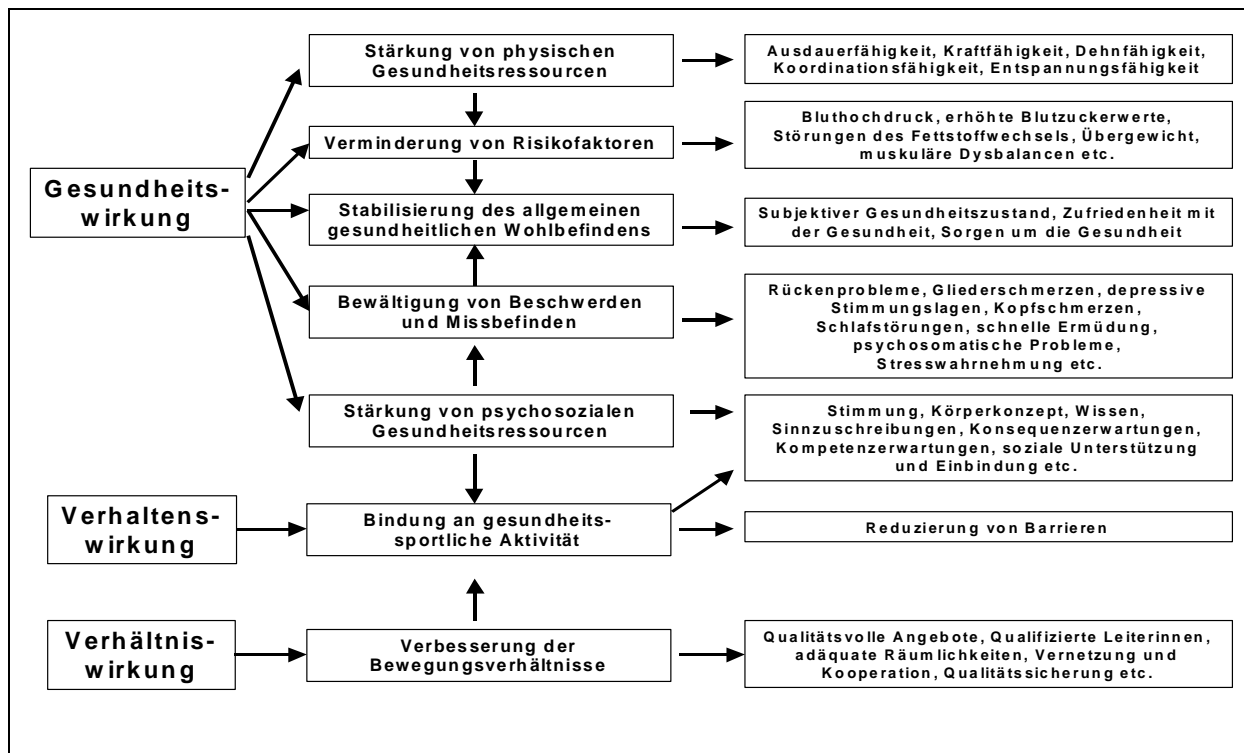 Stärkung von physischen
Gesundheitsressourcen
Ausdauerfähigkeit, Kraftfähigkeit, Dehnfähigkeit,
Koordinationsfähigkeit, Entspannungsfähigkeit
Verminderung von Risikofaktoren
Bluthochdruck, erhöhte Blutzuckerwerte,
Störungen des Fettstoffwechsels, Übergewicht,
muskuläre Dysbalancen etc.
Gesundheits-
wirkung
Stabilisierung des allgemeinen
gesundheitlichen Wohlbefindens
Subjektiver Gesundheitszustand, Zufriedenheit mit
der Gesundheit, Sorgen um die Gesundheit
Bewältigung von Beschwerden
und Missbefinden
Rückenprobleme, Gliederschmerzen, depressive
Stimmungslagen, Kopfschmerzen,
Schlafstörungen, schnelle Ermüdung,
psychosomatische Probleme,
Stresswahrnehmung etc.
Stärkung von psychosozialen
Gesundheitsressourcen
Stimmung, Körperkonzept, Wissen,
Sinnzuschreibungen, Konsequenzerwartungen,
Kompetenzerwartungen, soziale Unterstützung
und Einbindung etc.
Verhaltens-
wirkung
Bindung an gesundheits-
sportliche Aktivität
Reduzierung von Barrieren
Verhältnis-
wirkung
Verbesserung der
Bewegungsverhältnisse
Qualitätsvolle Angebote, Qualifizierte Leiterinnen,
adäquate Räumlichkeiten, Vernetzung und
Kooperation, Qualitätssicherung etc.